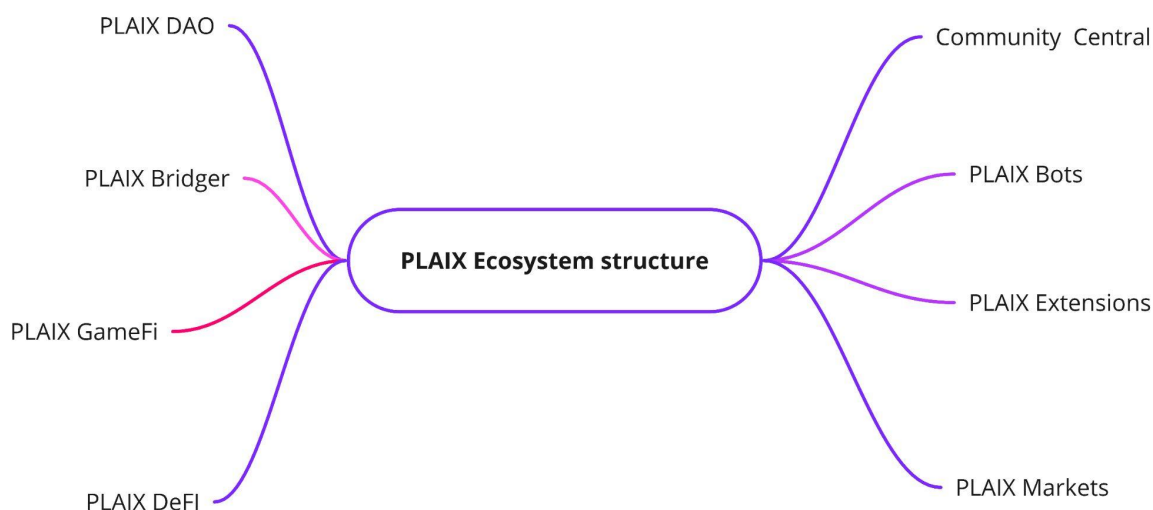 PLAIX DAO
Community  Central
PLAIX Bridger
PLAIX Bots
PLAIX Ecosystem structure
PLAIX GameFi
PLAIX Extensions
PLAIX DeFI
PLAIX Markets